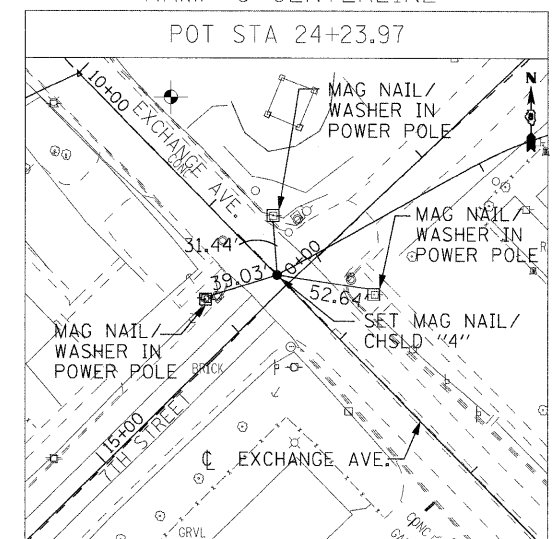 POT STA 24+23.97
10+00
EXCHANGE AVE.
CONC
MAG NAIL/
WASHER IN
POWER POLE
N
31.44'
39.03'
0+00
52.64'
MAG NAIL/
WASHER IN
POWER POLE
MAG NAIL/
WASHER IN
POWER POLE
SET MAG NAIL/
CHSLD "4"
BRICK
15+00
7TH STREET
℄ EXCHANGE AVE.
GRVL
CONC